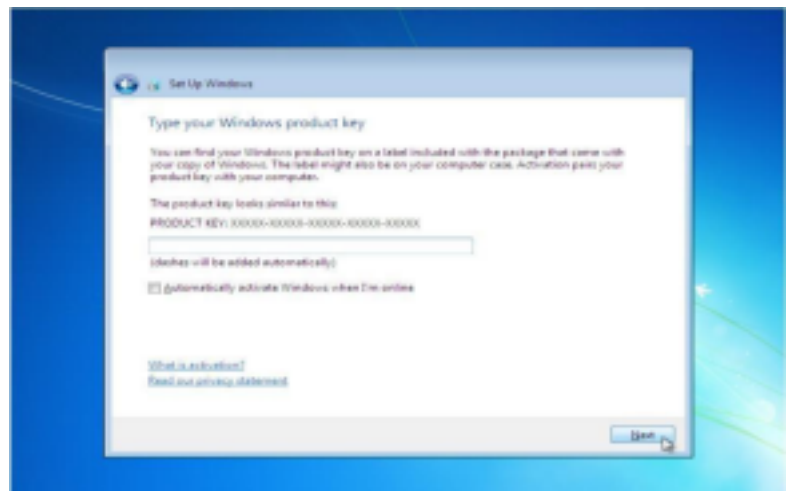 Set Up Windows
Type your Windows product key
You can find your Windows product key on a label included with the package that came with
your copy of Windows. The label might also be on your computer case. Activation pairs your
product key with your computer.
The product key looks similar to this:
PRODUCT KEY: XXXXX-XXXXX-XXXXX-XXXXX-XXXXX
(dashes will be added automatically)
Automatically activate Windows when I'm online
What is activation?
Read our privacy statement
Next